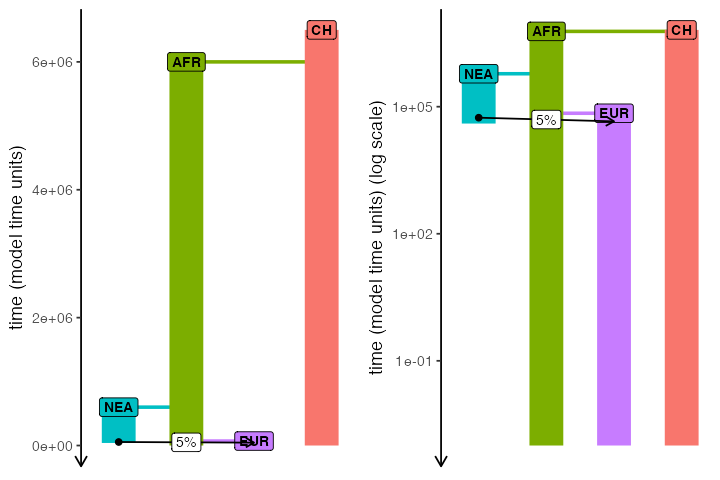 time (model time units)
6e+06
4e+06
2e+06
0e+00
CH
AFR
NEA
5%
EUR
time (model time units) (log scale)
1e+05
1e+02
1e-01
AFR
CH
NEA
EUR
5%